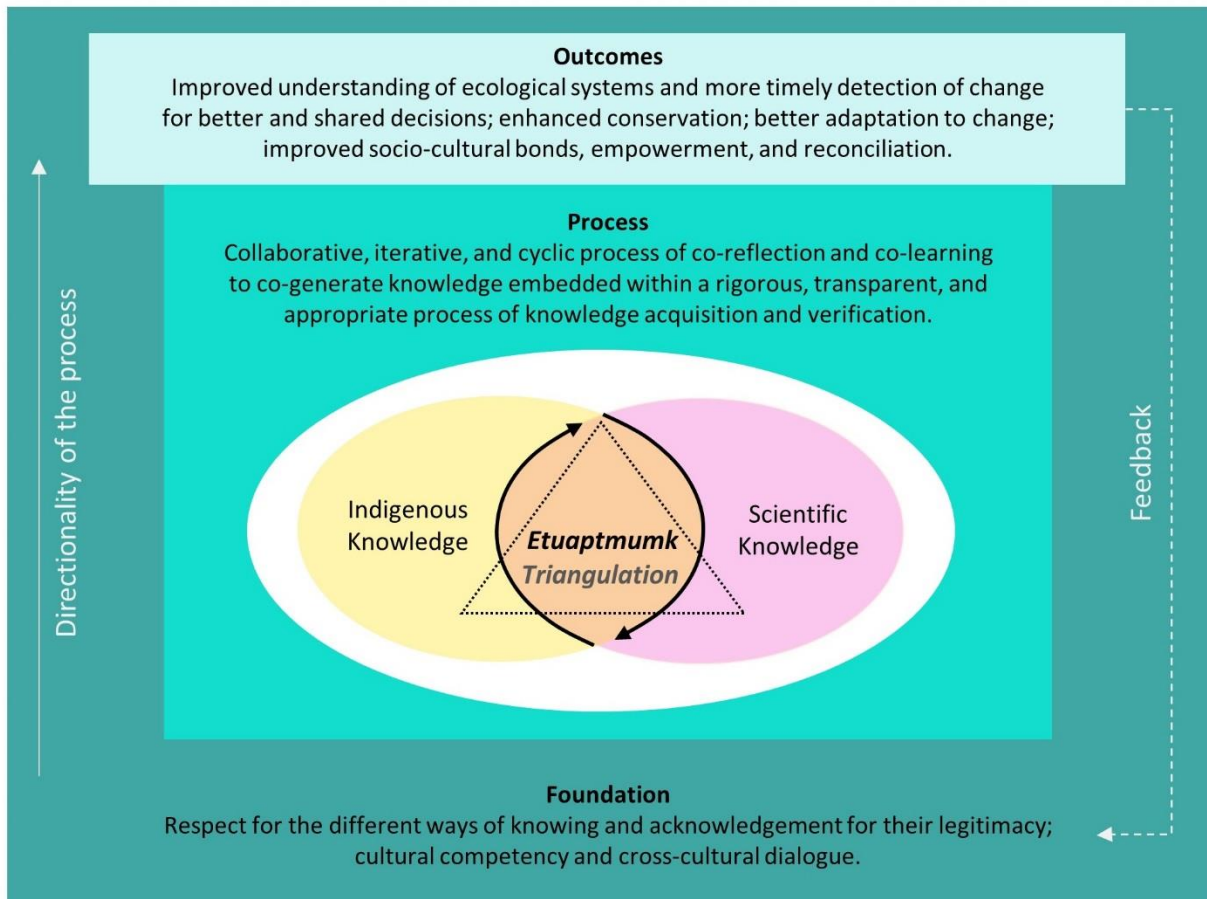 Outcomes
Improved understanding of ecological systems and more timely detection of change
for better and shared decisions; enhanced conservation; better adaptation to change;
improved socio-cultural bonds, empowerment, and reconciliation.
Directionality of the process
Process
Collaborative, iterative, and cyclic process of co-reflection and co-learning
to co-generate knowledge embedded within a rigorous, transparent, and
appropriate process of knowledge acquisition and verification.
Indigenous
Knowledge
Etuaptmumk
Triangulation
Scientific
Knowledge
Feedback
Foundation
Respect for the different ways of knowing and acknowledgement for their legitimacy;
cultural competency and cross-cultural dialogue.